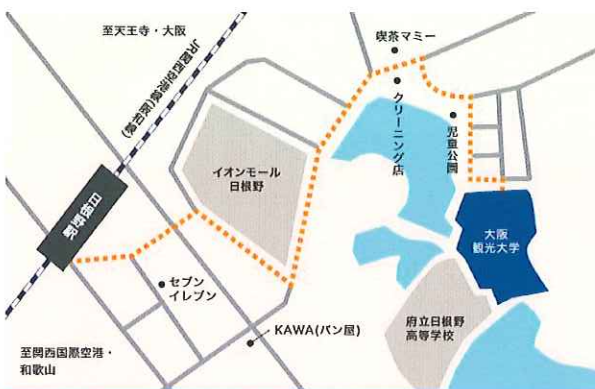 至天王寺・大阪
JR関西空港線(阪和線)
喫茶マミー
クリーニング店
児童公園
イオンモール
日根野
日根野駅
大阪
観光大学
セブン
イレブン
府立日根野
高等学校
KAWA(パン屋)
至関西国際空港・
和歌山